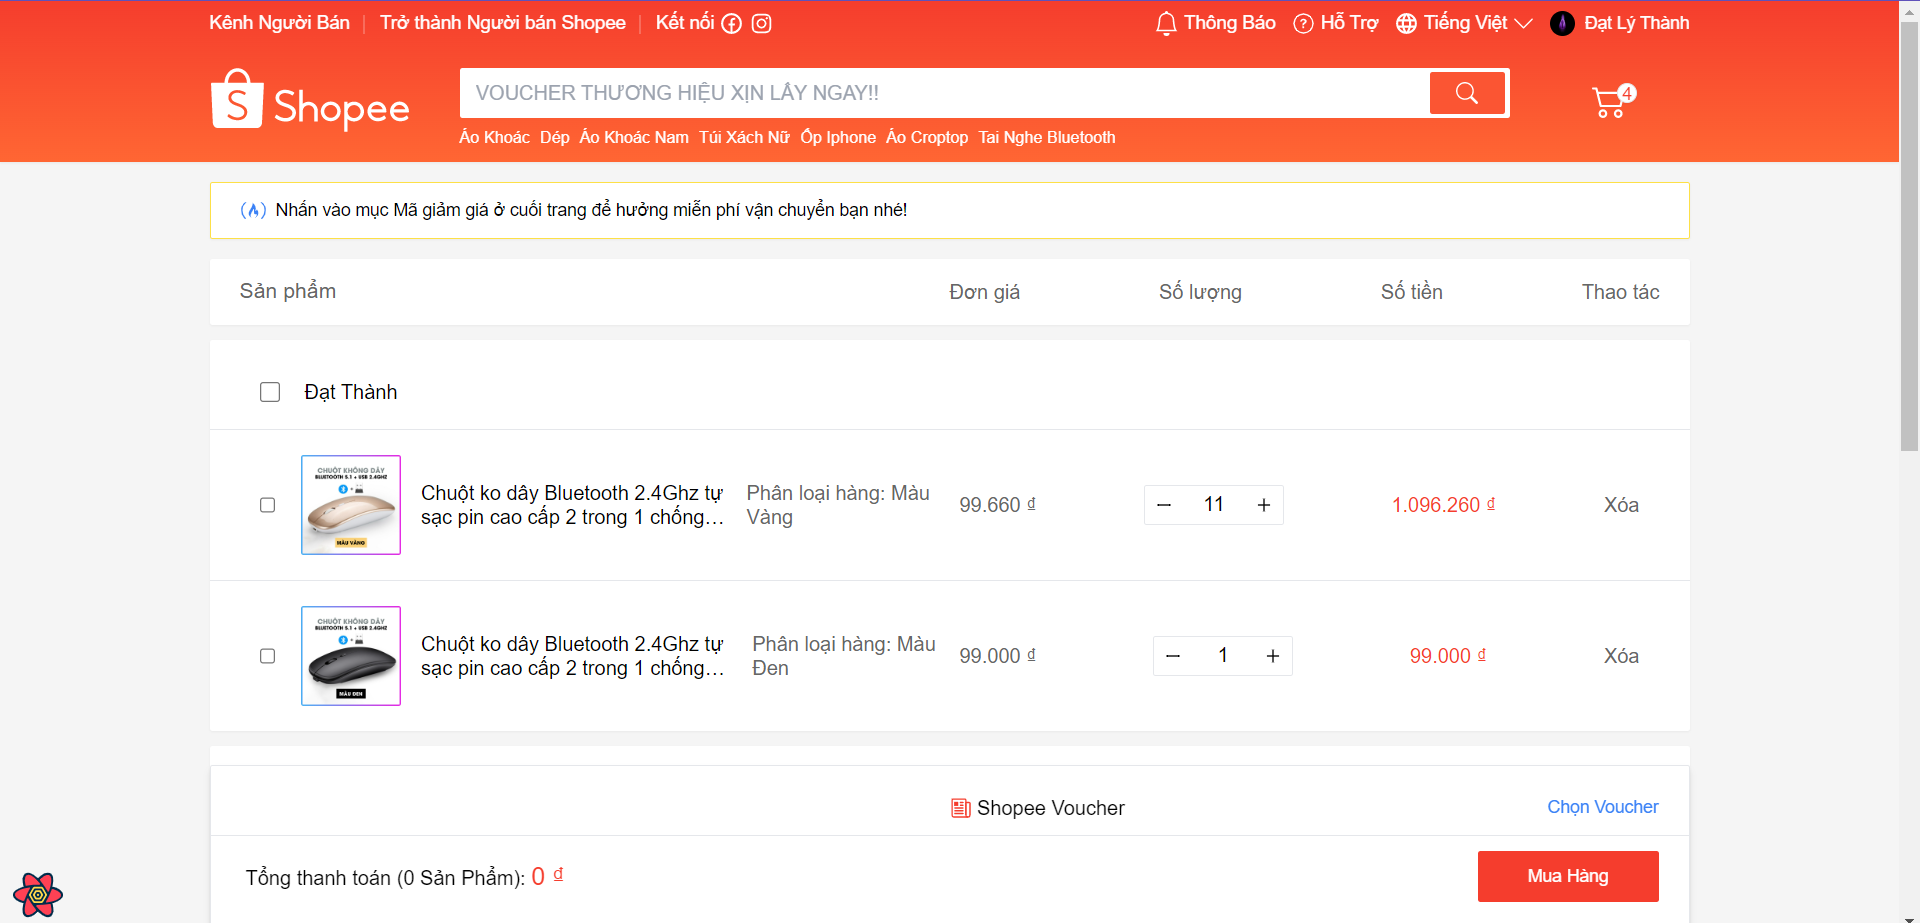 Kênh Người Bán
Trở thành Người bán Shopee
Kết nối
Thông Báo
Hỗ Trợ
Tiếng Việt
Đạt Lý Thành
Shopee
VOUCHER THƯƠNG HIỆU XỊN LẤY NGAY!!
4
Áo Khoác Dép Áo Khoác Nam Túi Xách Nữ Ốp Iphone Áo Croptop Tai Nghe Bluetooth
Nhấn vào mục Mã giảm giá ở cuối trang để hưởng miễn phí vận chuyển bạn nhé!
Sản phẩm Đơn giá Số lượng Số tiền Thao tác
Đạt Thành
CHUỘT KHÔNG DÂY
BLUETOOTH 5.1 + USB 2.4GHZ
MÀU VÀNG
Chuột ko dây Bluetooth 2.4Ghz tự
sạc pin cao cấp 2 trong 1 chống...
Phân loại hàng: Màu
Vàng
99.660 ₫
11
1.096.260 ₫
Xóa
CHUỘT KHÔNG DÂY
BLUETOOTH 5.1 + USB 2.4GHZ
MÀU ĐEN
Chuột ko dây Bluetooth 2.4Ghz tự
sạc pin cao cấp 2 trong 1 chống...
Phân loại hàng: Màu
Đen
99.000 ₫
1
99.000 ₫
Xóa
Shopee Voucher
Chọn Voucher
Tổng thanh toán (0 Sản Phẩm): 0 ₫
Mua Hàng